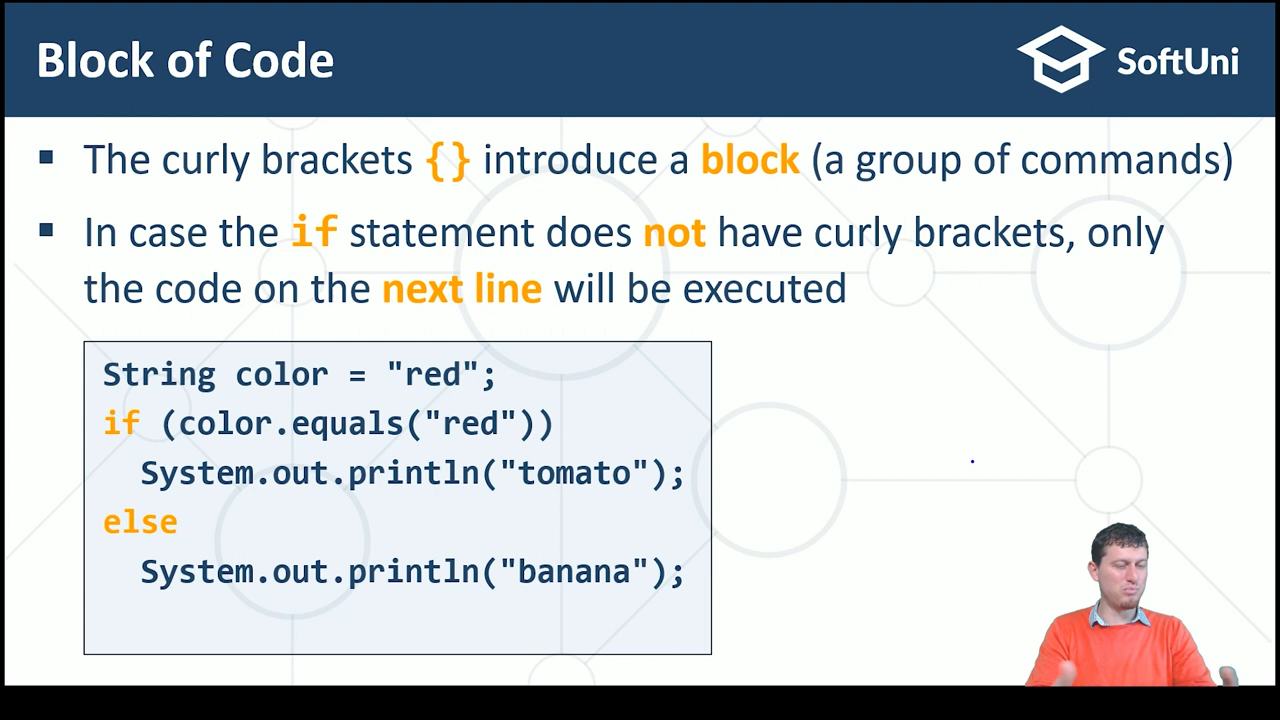 Block of Code
SoftUni
▪ The curly brackets {} introduce a block (a group of commands)
▪ In case the if statement does not have curly brackets, only
the code on the next line will be executed
String color = "red";
if (color.equals("red"))
  System.out.println("tomato");
else
  System.out.println("banana");